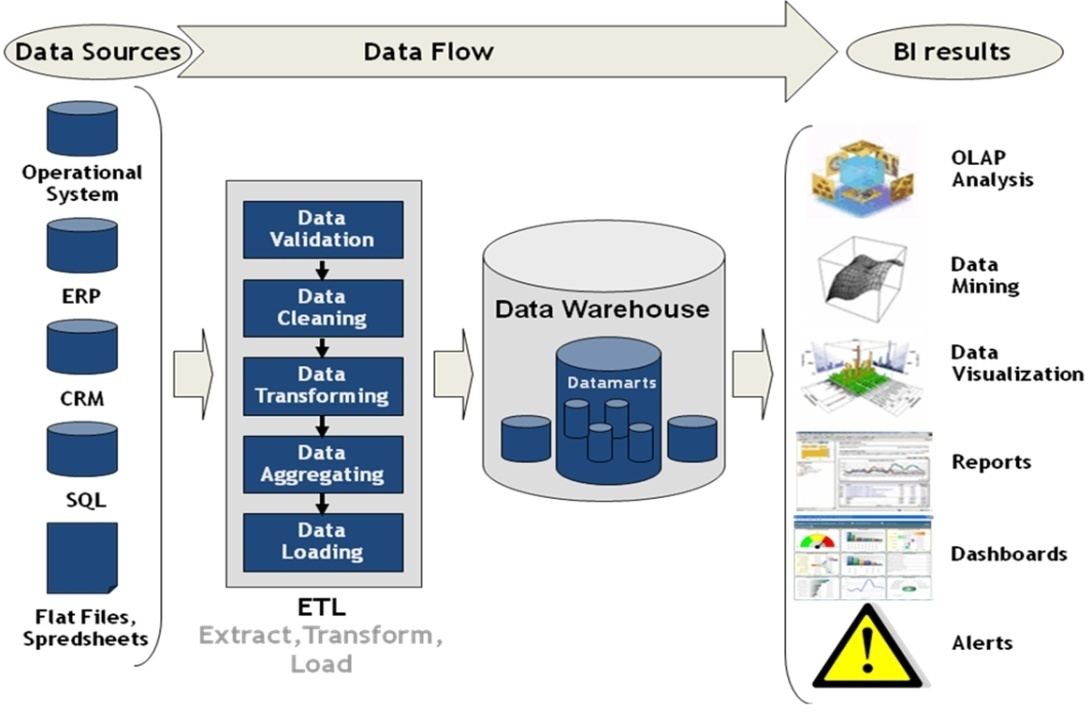 Data Sources
Data Flow
BI results
Operational
System
ERP
CRM
SQL
Flat Files,
Spredsheets
Data
Validation
Data
Cleaning
Data
Transforming
Data
Aggregating
Data
Loading
ETL
Extract,Transform,
Load
Data Warehouse
Datamarts
OLAP
Analysis
Data
Mining
Data
Visualization
Reports
Dashboards
Alerts